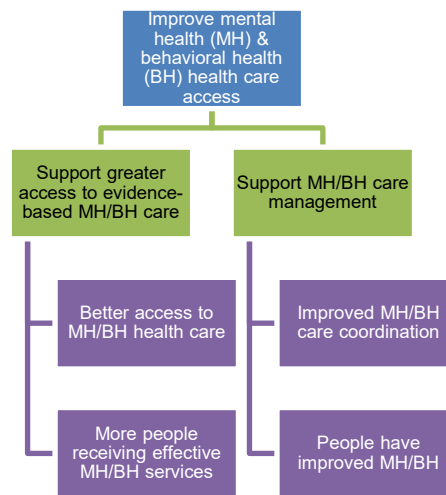 Improve mental
health (MH) &
behavioral health
(BH) health care
access
Support greater
access to evidence-
based MH/BH care
Support MH/BH care
management
Better access to
MH/BH health care
Improved MH/BH
care coordination
More people
receiving effective
MH/BH services
People have
improved MH/BH